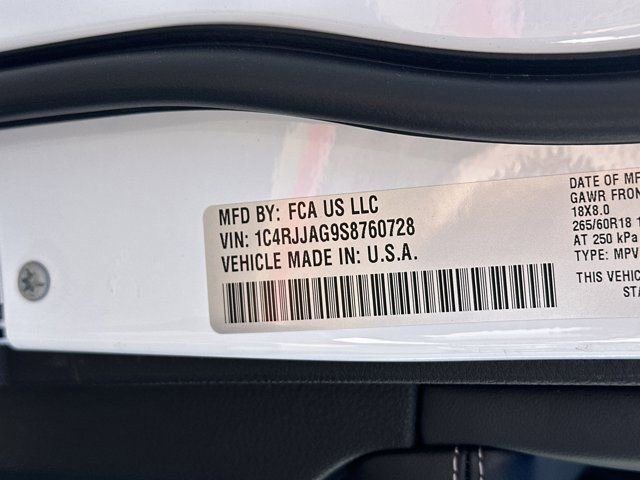 MFD BY: FCA US LLC
VIN: 1C4RJJAG9S8760728
VEHICLE MADE IN: U.S.A.
DATE OF MF
GAWR FRON
18X8.0
265/60R18 1
AT 250 kPa
TYPE: MPV
THIS VEHIC
STA